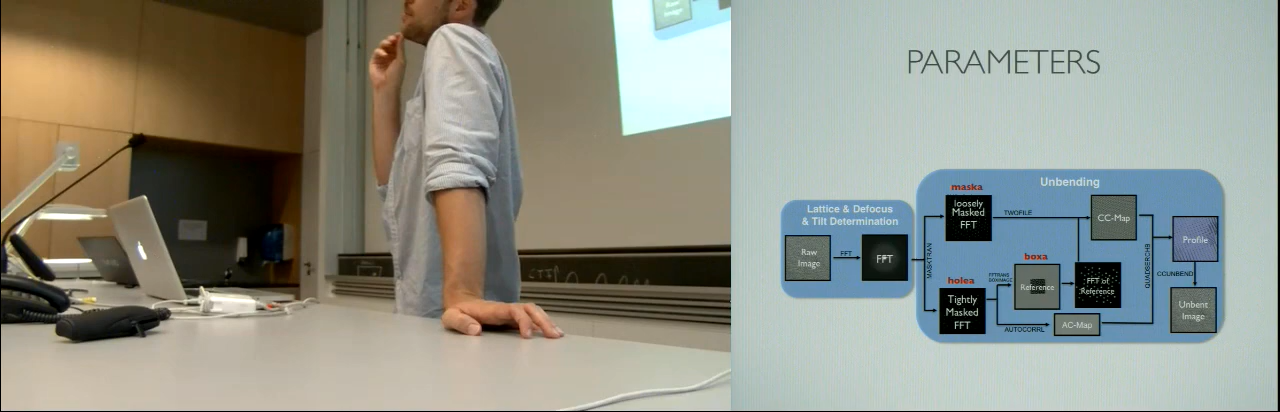 PARAMETERS
Unbending
maska
Lattice & Defocus
& Tilt Determination
loosely
Masked
FFT
TWOFILE
CC-Map
Profile
Raw
Image
FFT
FFT
MASKTRAN
boxa
Reference
FFT of
Reference
QUADSERCHB
CCUNBEND
holea
Tightly
Masked
FFT
AUTOCORRL
AC-Map
Unbent
Image